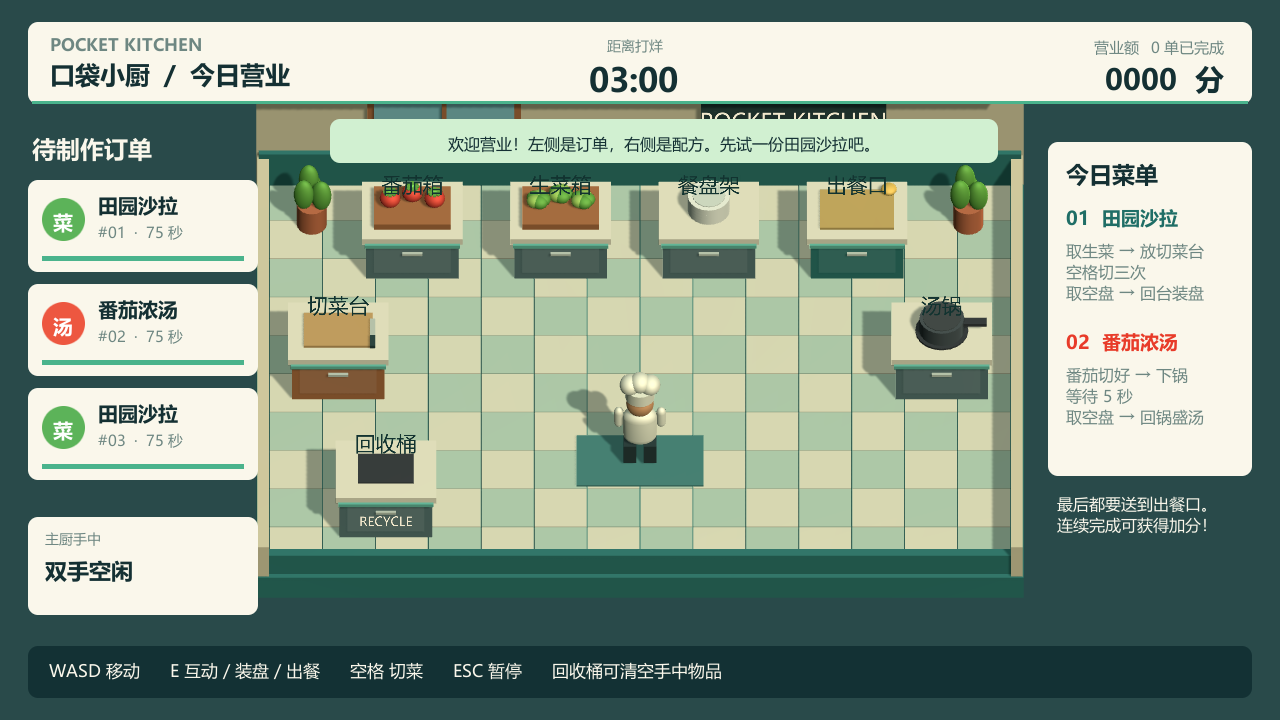 POCKET KITCHEN
口袋小厨 / 今日营业
距离打烊
03:00
营业额 0 单已完成
0000 分
待制作订单
菜
田园沙拉
#01 · 75 秒
汤
番茄浓汤
#02 · 75 秒
菜
田园沙拉
#03 · 75 秒
主厨手中
双手空闲
POCKET KITCHEN
欢迎营业！左侧是订单，右侧是配方。先试一份田园沙拉吧。
番茄箱
生菜箱
餐盘架
出餐口
切菜台
汤锅
回收桶
RECYCLE
今日菜单
01 田园沙拉
取生菜 → 放切菜台
空格切三次
取空盘 → 回台装盘
02 番茄浓汤
番茄切好 → 下锅
等待 5 秒
取空盘 → 回锅盛汤
最后都要送到出餐口。
连续完成可获得加分！
WASD 移动 E 互动 / 装盘 / 出餐 空格 切菜 ESC 暂停 回收桶可清空手中物品